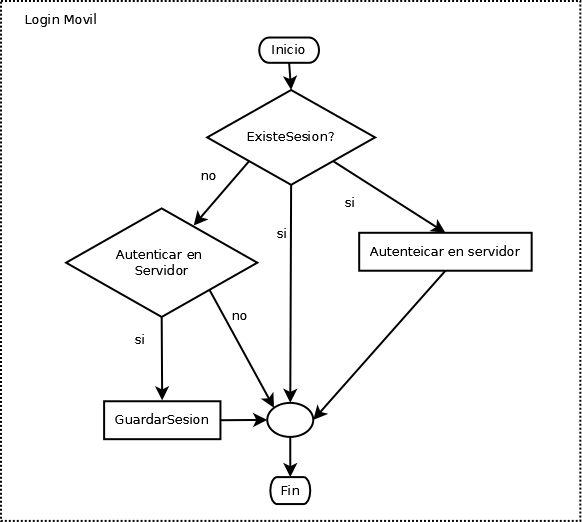 Login Movil
Inicio
ExisteSesion?
no
si
si
Autenticar en
Servidor
Autenteicar en servidor
no
si
GuardarSesion
Fin